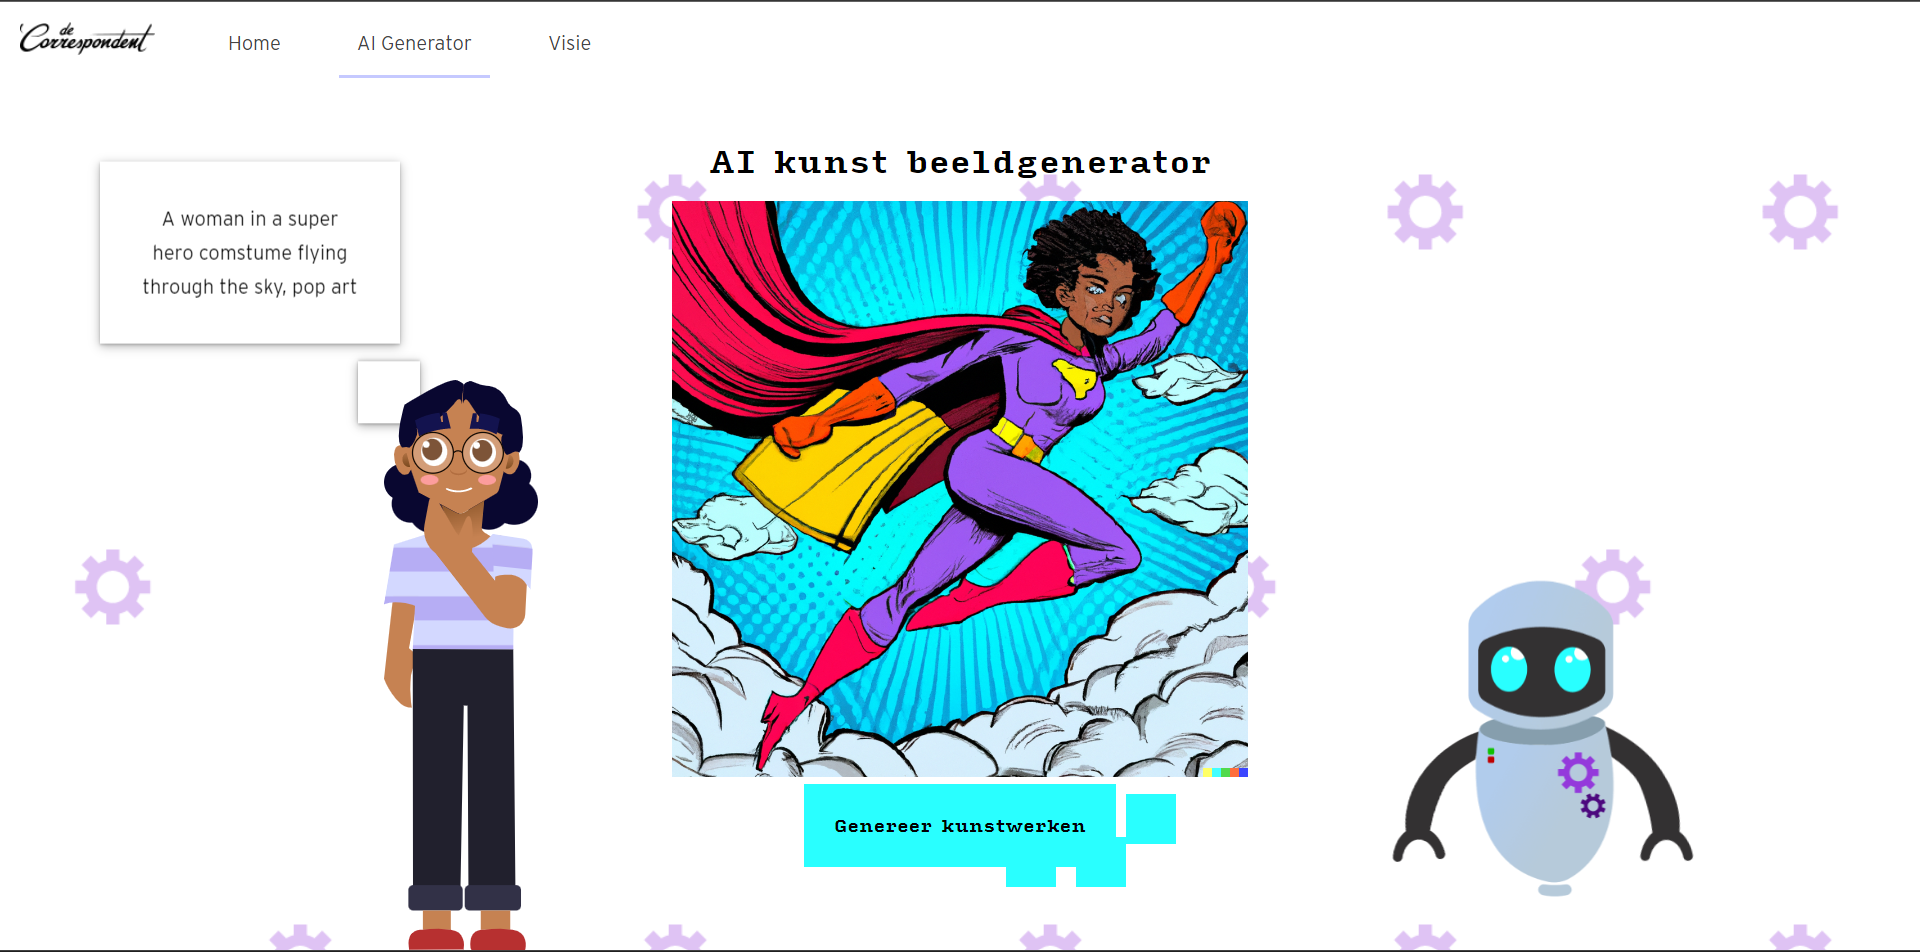 de Correspondent
Home
AI Generator
Visie
AI kunst beeldgenerator
A woman in a super
hero comstume flying
through the sky, pop art
Genereer kunstwerken